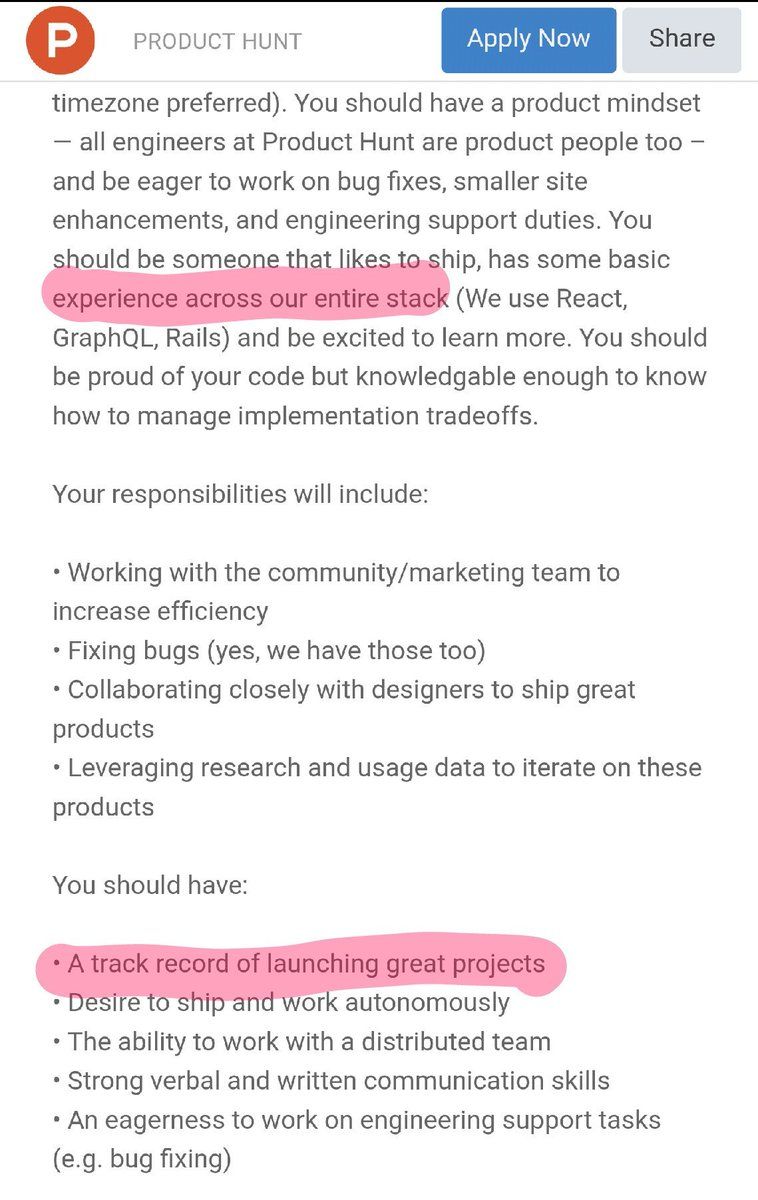 P
PRODUCT HUNT
Apply Now
Share
timezone preferred). You should have a product mindset
— all engineers at Product Hunt are product people too –
and be eager to work on bug fixes, smaller site
enhancements, and engineering support duties. You
should be someone that likes to ship, has some basic
experience across our entire stack (We use React,
GraphQL, Rails) and be excited to learn more. You should
be proud of your code but knowledgable enough to know
how to manage implementation tradeoffs.
Your responsibilities will include:
• Working with the community/marketing team to
increase efficiency
• Fixing bugs (yes, we have those too)
• Collaborating closely with designers to ship great
products
• Leveraging research and usage data to iterate on these
products
You should have:
• A track record of launching great projects
• Desire to ship and work autonomously
• The ability to work with a distributed team
• Strong verbal and written communication skills
• An eagerness to work on engineering support tasks
(e.g. bug fixing)